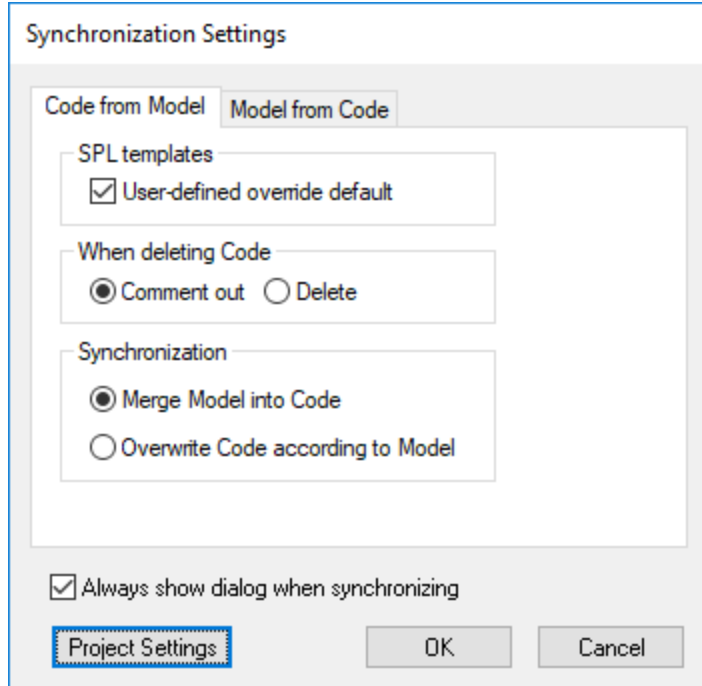 Synchronization Settings
Code from Model Model from Code
SPL templates
User-defined override default
When deleting Code
Comment out Delete
Synchronization
Merge Model into Code
Overwrite Code according to Model
Always show dialog when synchronizing
Project Settings OK Cancel